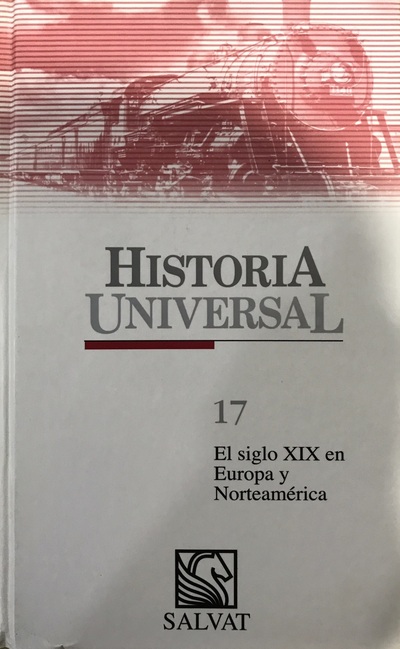 HISTORIA
UNIVERSAL
17
El siglo XIX en
Europa y
Norteamérica
SALVAT